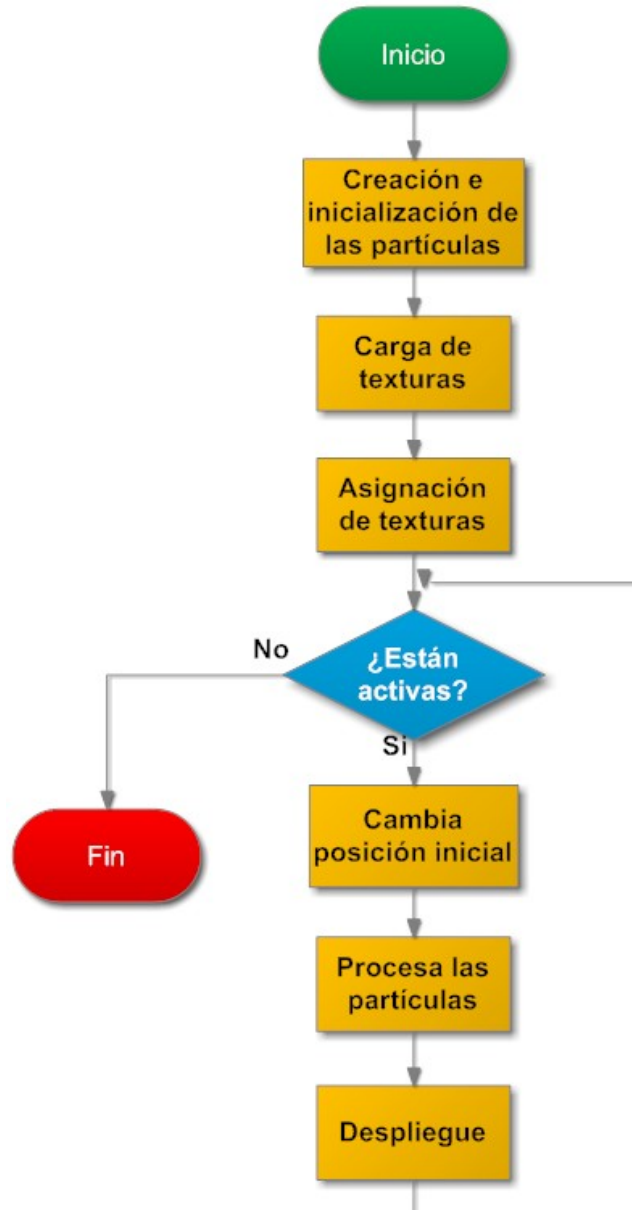 Inicio
Creación e
inicialización de
las partículas
Carga de
texturas
Asignación
de texturas
No
¿Están
activas?
Si
Cambia
posición inicial
Fin
Procesa las
partículas
Despliegue